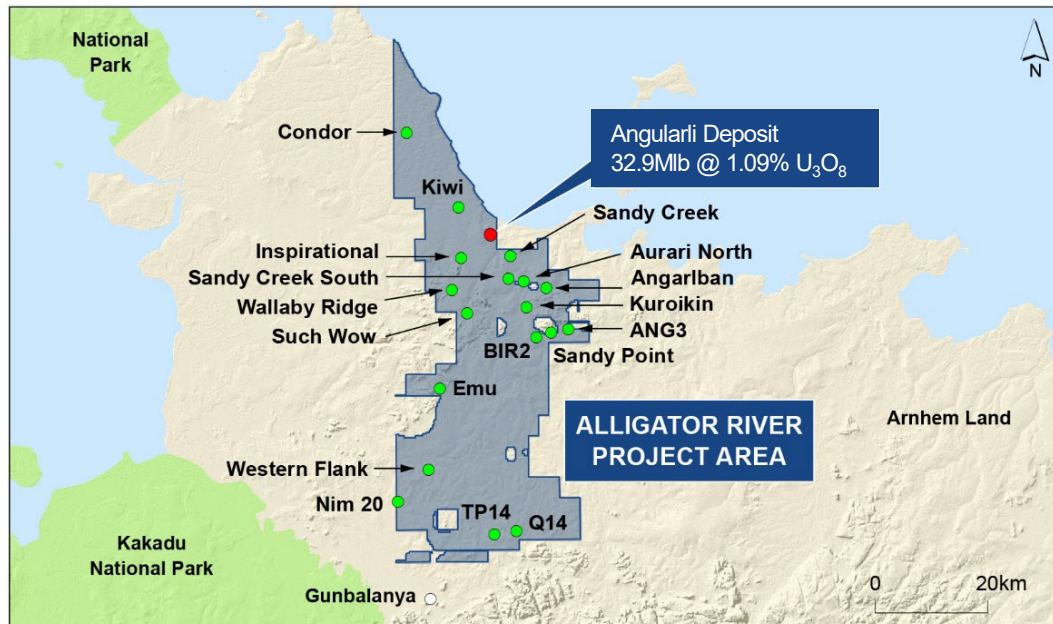 National
Park
N
Condor
Angularli Deposit
32.9Mlb @ 1.09% U₃O₈
Kiwi
Sandy Creek
Inspirational
Aurari North
Sandy Creek South
Angarlban
Wallaby Ridge
Kuroikin
Such Wow
ANG3
BIR2
Sandy Point
Emu
ALLIGATOR RIVER
PROJECT AREA
Arnhem Land
Western Flank
Nim 20
TP14
Q14
Kakadu
National Park
Gunbalanya
0
20km